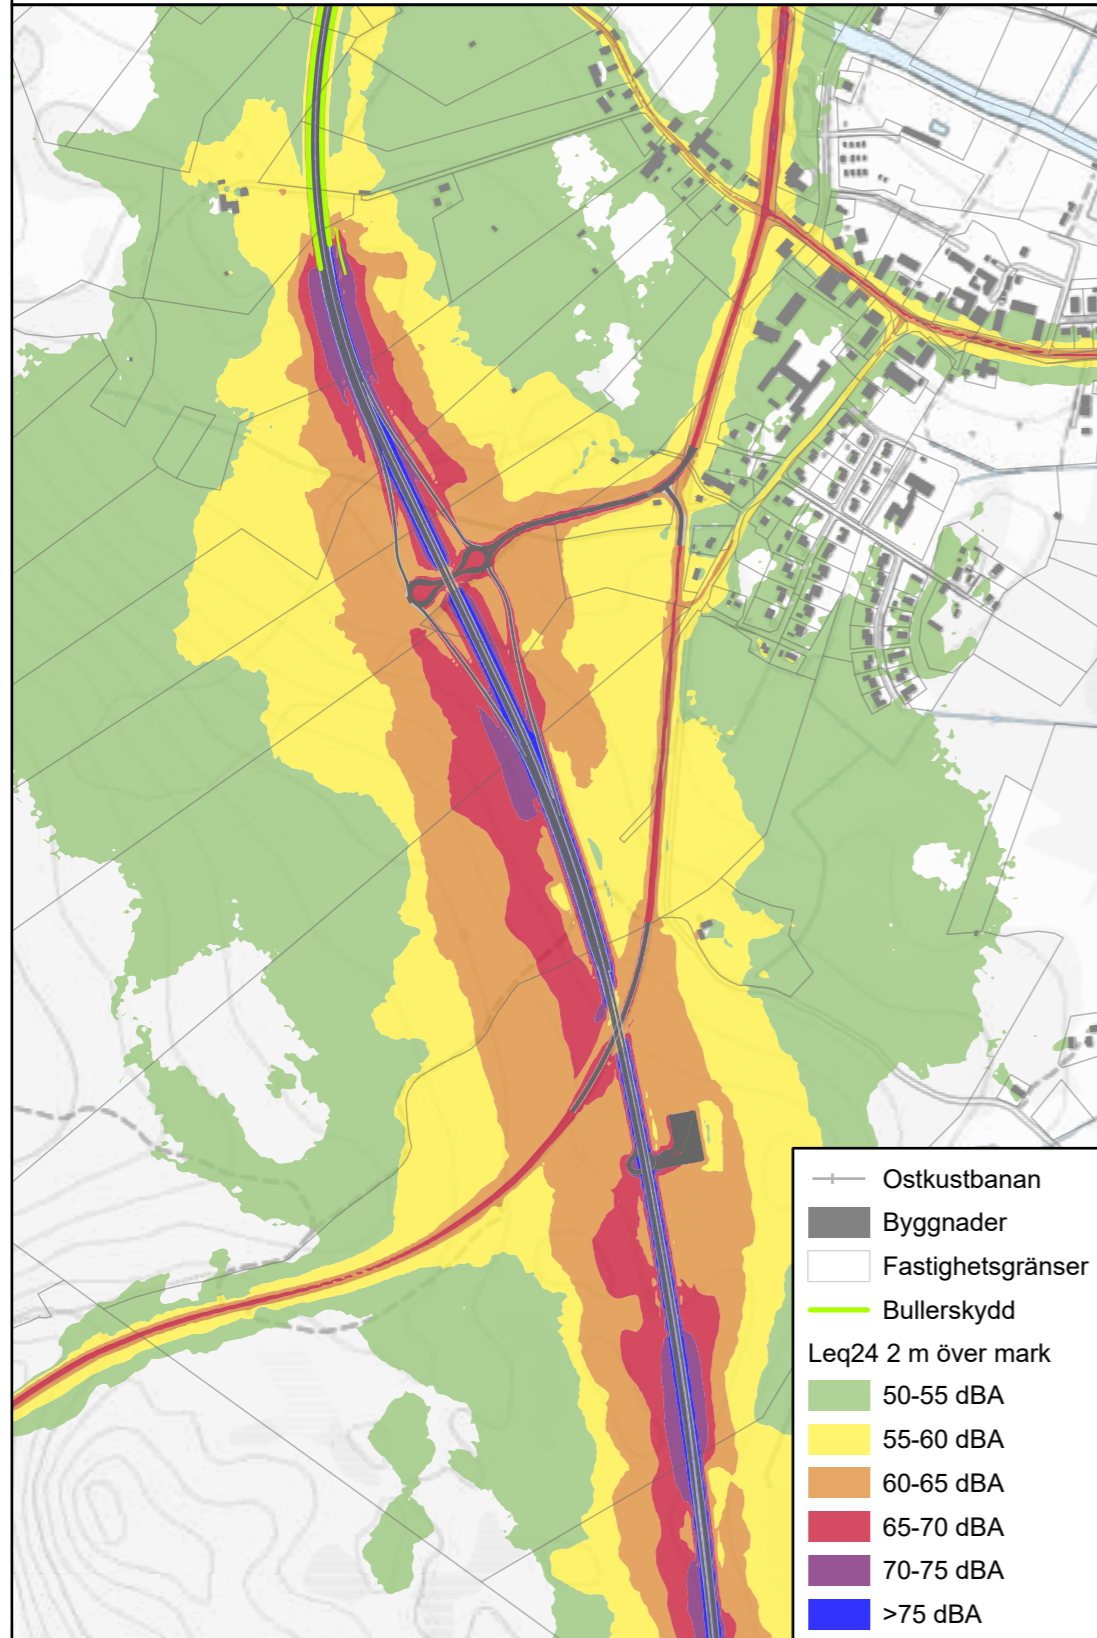 Ostkustbanan
Byggnader
Fastighetsgränser
Bullerskydd
Leq24 2 m över mark
50-55 dBA
55-60 dBA
60-65 dBA
65-70 dBA
70-75 dBA
>75 dBA